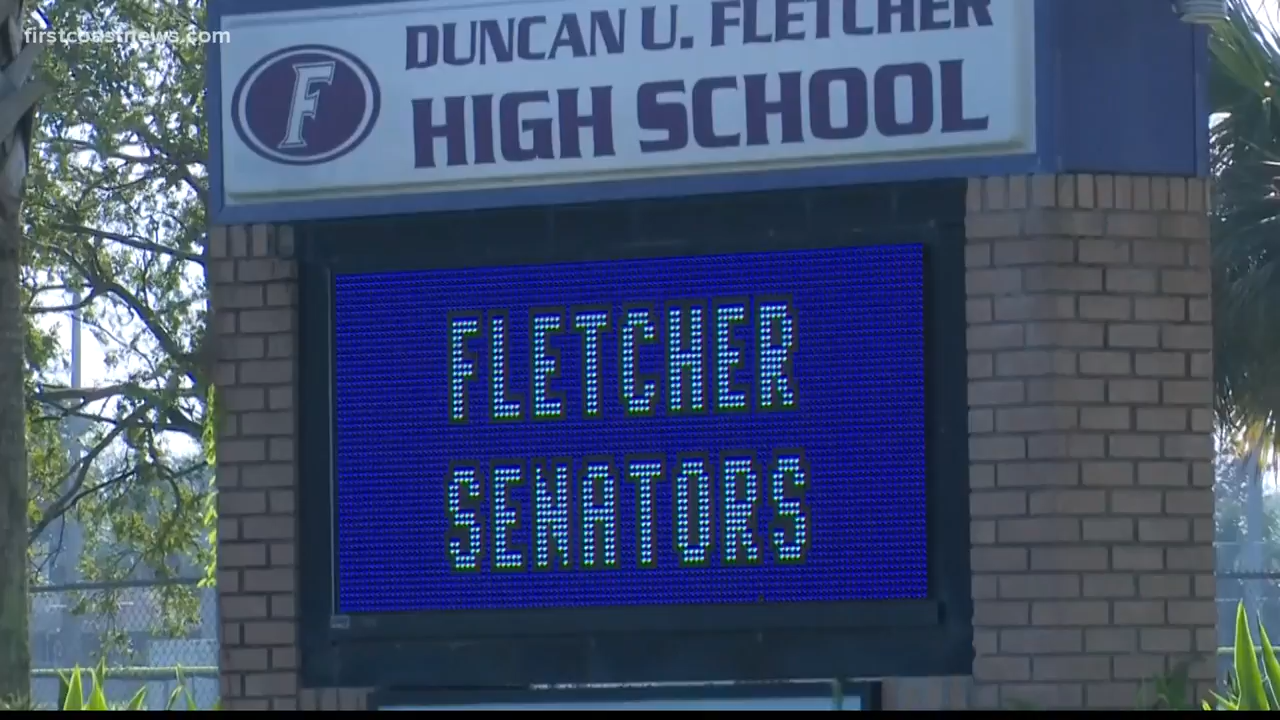 firstcoastnews.com
DUNCAN U. FLETCHER
F
HIGH SCHOOL
FLETCHER
SENATORS